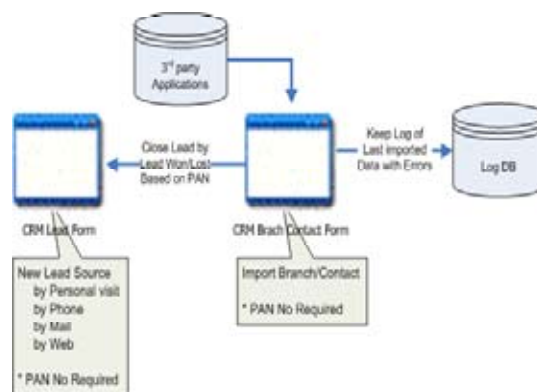 3rd party
Applications
Close Lead by
Lead Won/Lost
Based on PAN
Keep Log of
Last imported
Data with Errors
Log DB
CRM Lead Form
CRM Brach Contact Form
New Lead Source
by Personal visit
by Phone
by Mail
by Web
* PAN No Required
Import Branch/Contact
* PAN No Required